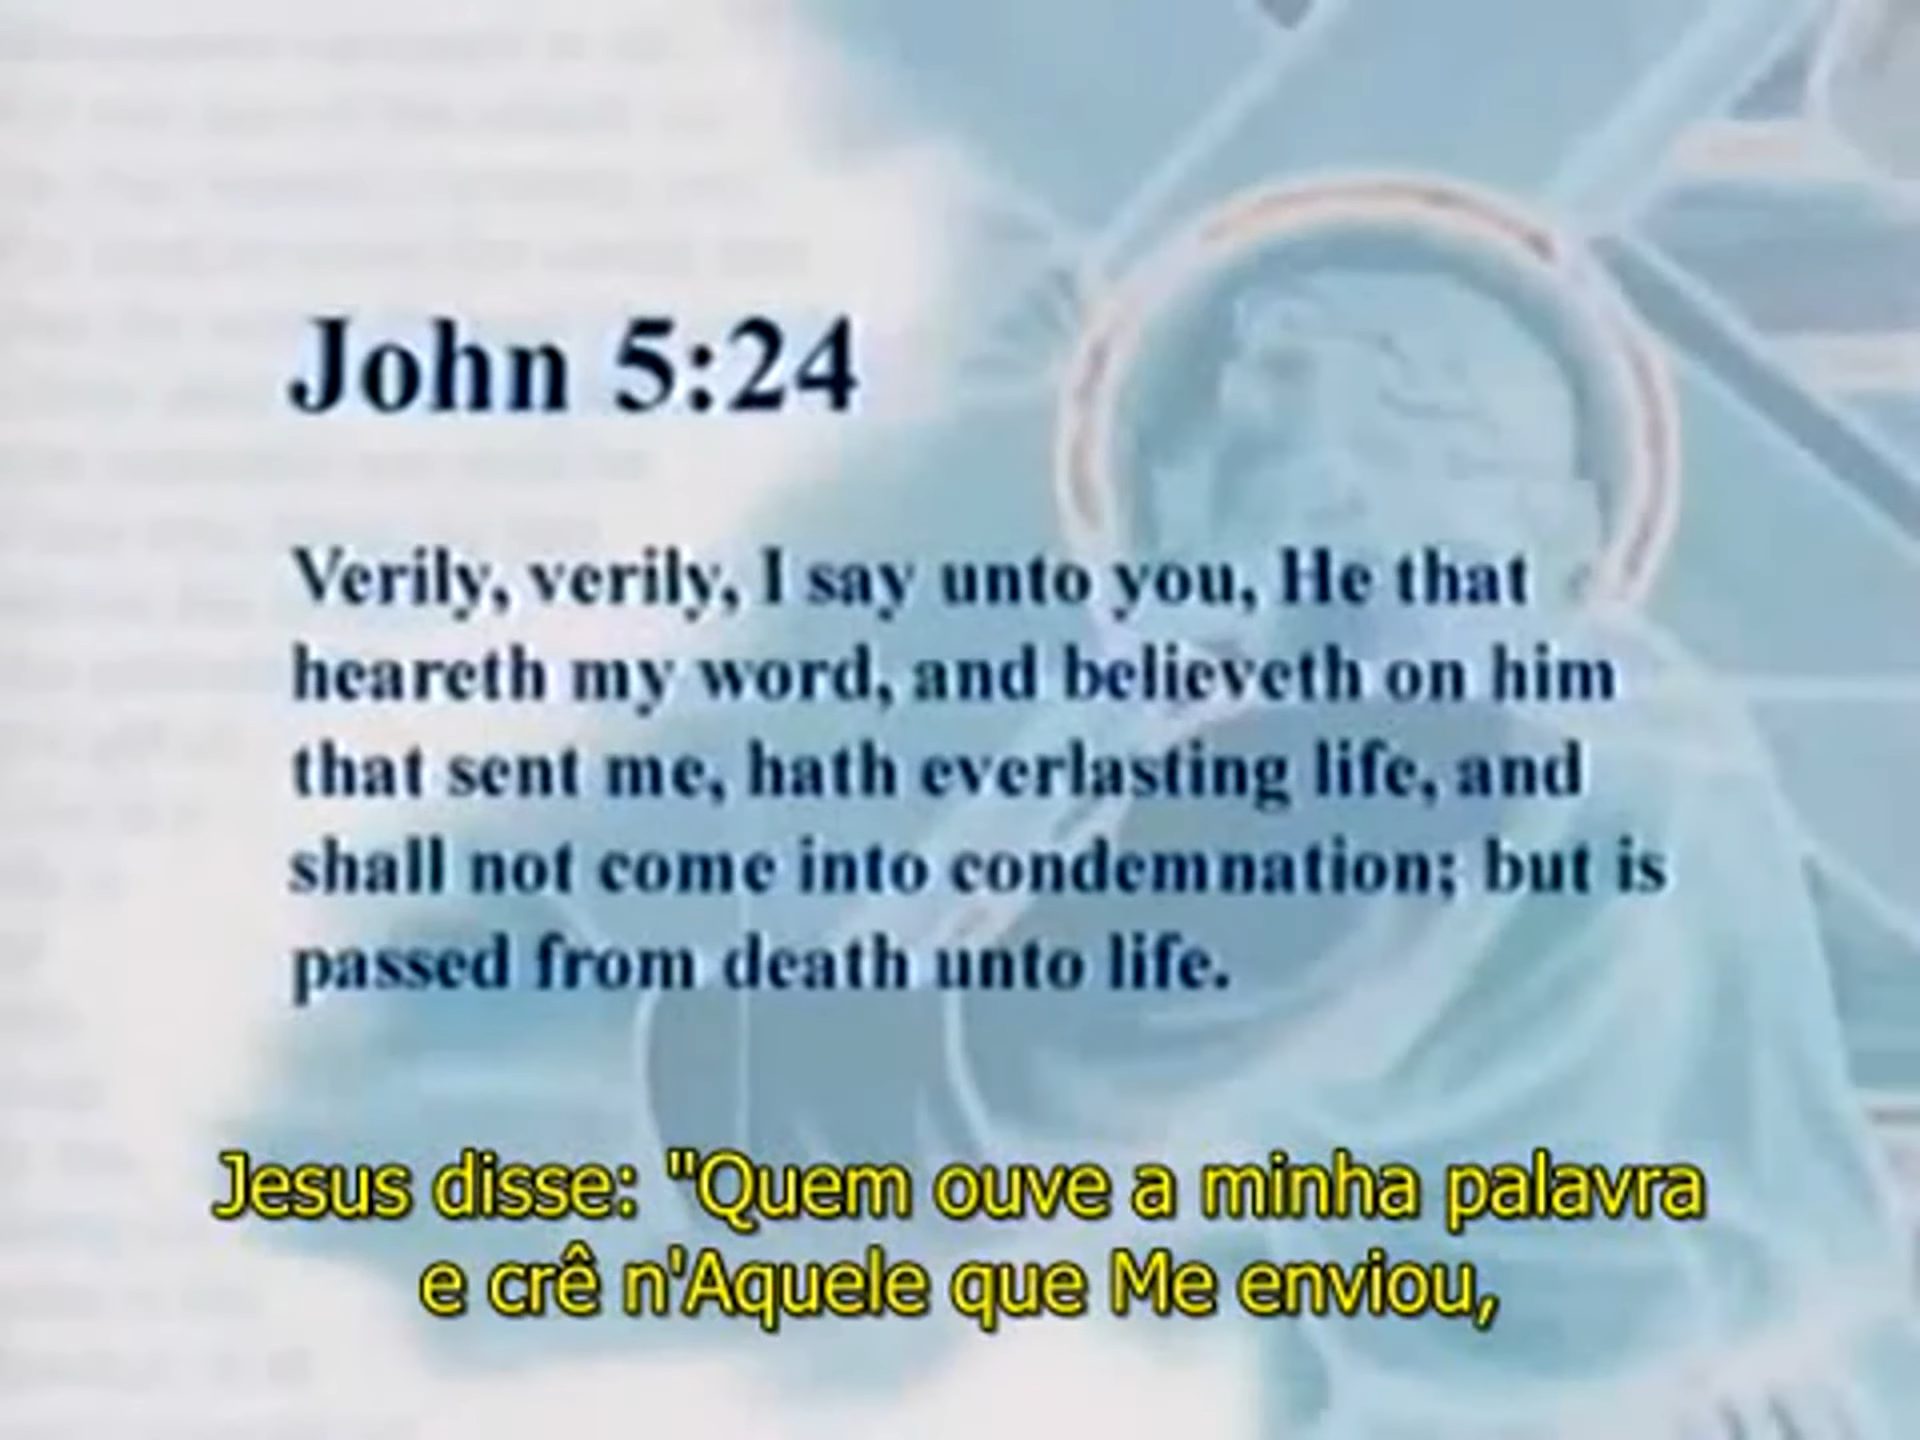 John 5:24
Verily, verily, I say unto you, He that
heareth my word, and believeth on him
that sent me, hath everlasting life, and
shall not come into condemnation; but is
passed from death unto life.
Jesus disse: "Quem ouve a minha palavra
e crê n'Aquele que Me enviou,